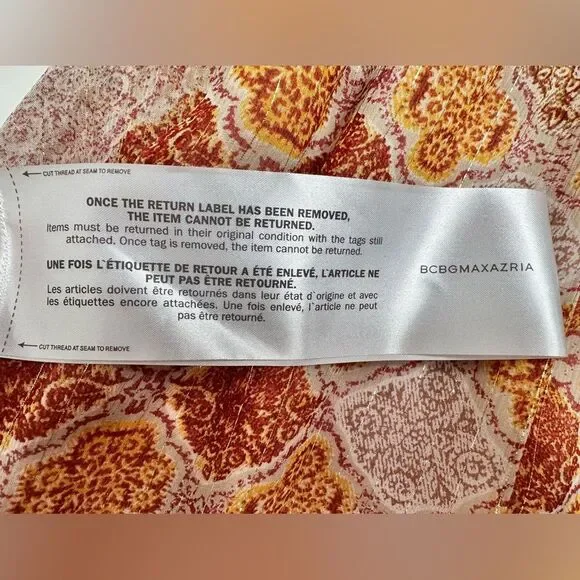 CUT THREAD AT SEAM TO REMOVE
ONCE THE RETURN LABEL HAS BEEN REMOVED,
THE ITEM CANNOT BE RETURNED.
Items must be returned in their original condition with the tags still
attached. Once tag is removed, the item cannot be returned.
UNE FOIS L`ÉTIQUETTE DE RETOUR A ÉTÉ ENLEVÉ, L`ARTICLE NE
PEUT PAS ÊTRE RETOURNÉ.
Les articles doivent être retournés dans leur état d`origine et avec
les étiquettes encore attachées. Une fois enlevé, l`article ne peut
pas être retourné.
CUT THREAD AT SEAM TO REMOVE
BCBGMAXAZRIA